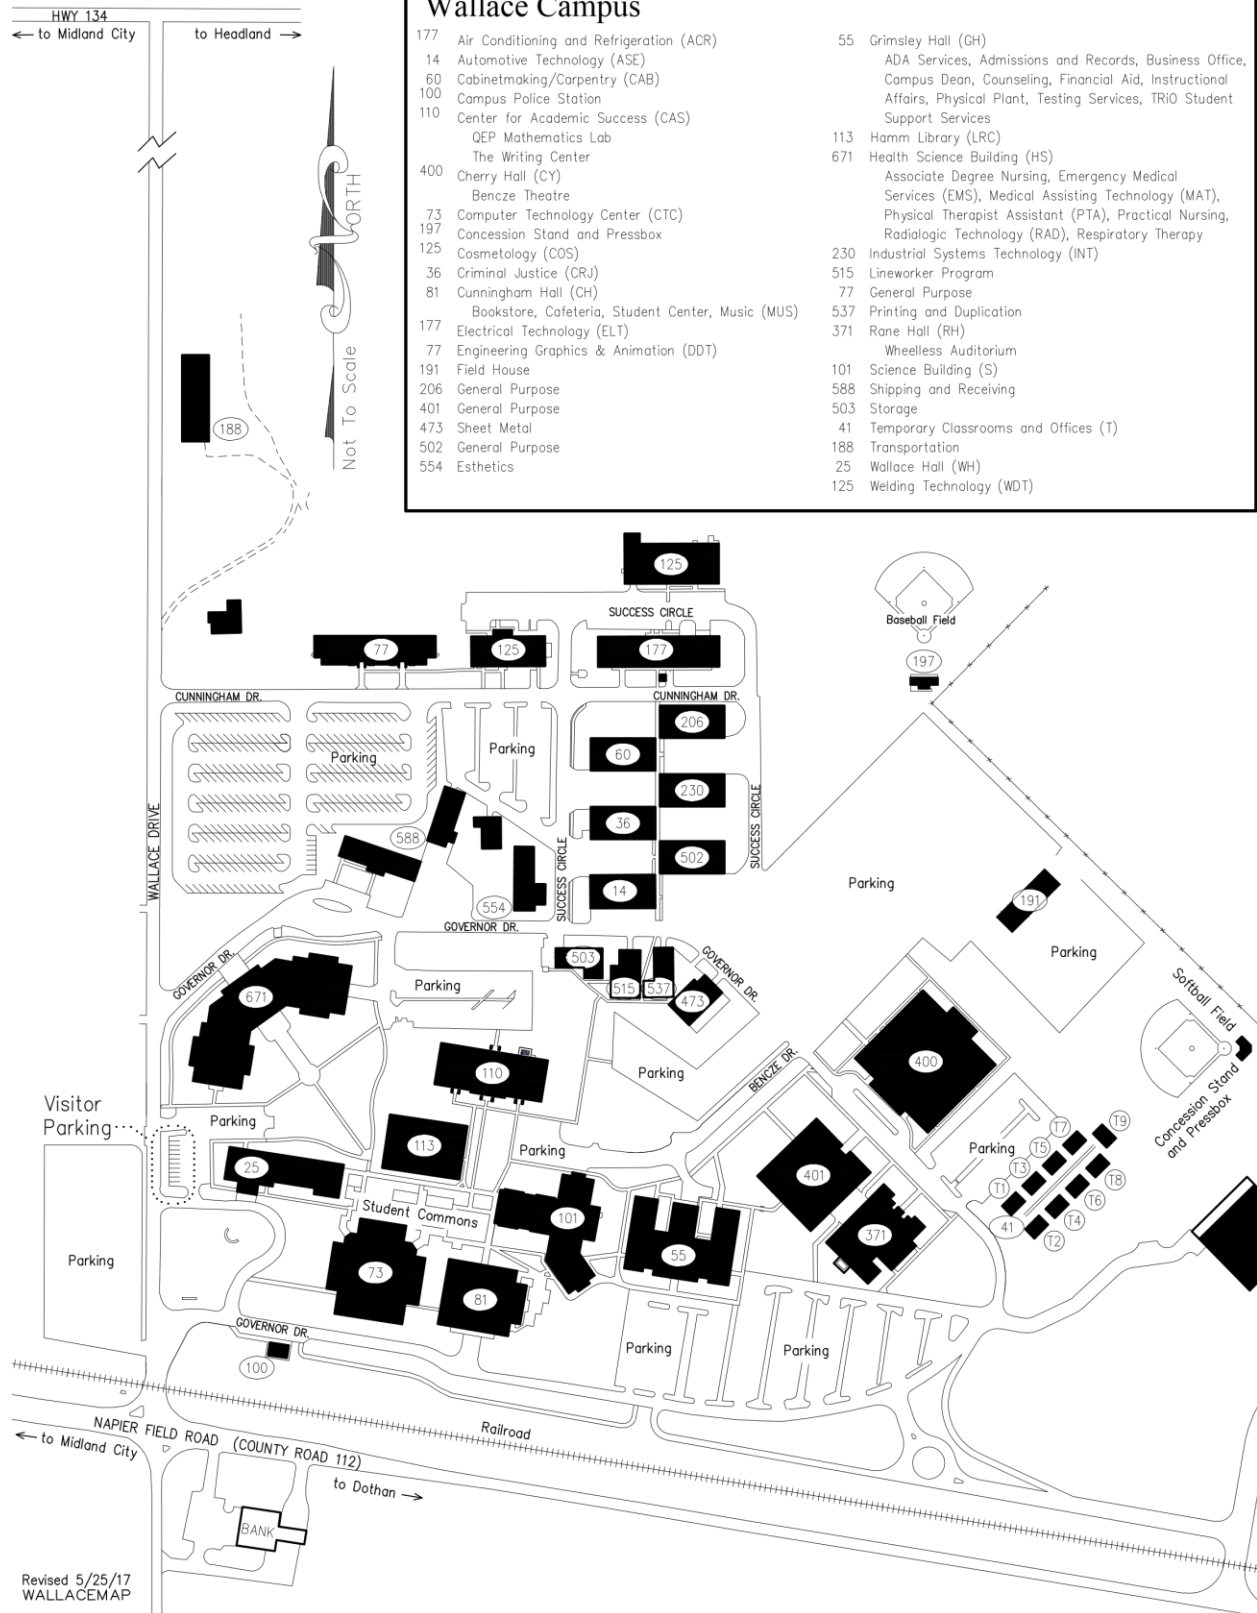 Wallace Campus
HWY 134
← to Midland City
to Headland →
177 Air Conditioning and Refrigeration (ACR)
14 Automotive Technology (ASE)
60 Cabinetmaking/Carpentry (CAB)
100 Campus Police Station
110 Center for Academic Success (CAS)
QEP Mathematics Lab
The Writing Center
400 Cherry Hall (CY)
Bencze Theatre
73 Computer Technology Center (CTC)
197 Concession Stand and Pressbox
125 Cosmetology (COS)
36 Criminal Justice (CRJ)
81 Cunningham Hall (CH)
Bookstore, Cafeteria, Student Center, Music (MUS)
177 Electrical Technology (ELT)
77 Engineering Graphics & Animation (DDT)
191 Field House
206 General Purpose
401 General Purpose
473 Sheet Metal
502 General Purpose
554 Esthetics
55 Grimsley Hall (GH)
ADA Services, Admissions and Records, Business Office,
Campus Dean, Counseling, Financial Aid, Instructional
Affairs, Physical Plant, Testing Services, TRiO Student
Support Services
113 Hamm Library (LRC)
671 Health Science Building (HS)
Associate Degree Nursing, Emergency Medical
Services (EMS), Medical Assisting Technology (MAT),
Physical Therapist Assistant (PTA), Practical Nursing,
Radialogic Technology (RAD), Respiratory Therapy
230 Industrial Systems Technology (INT)
515 Lineworker Program
77 General Purpose
537 Printing and Duplication
371 Rane Hall (RH)
Wheelless Auditorium
101 Science Building (S)
588 Shipping and Receiving
503 Storage
41 Temporary Classrooms and Offices (T)
188 Transportation
25 Wallace Hall (WH)
125 Welding Technology (WDT)
NORTH
Not To Scale
188
125
SUCCESS CIRCLE
Baseball Field
77
125
177
197
CUNNINGHAM DR.
CUNNINGHAM DR.
206
Parking
Parking
60
230
WALLACE DRIVE
36
588
SUCCESS CIRCLE
SUCCESS CIRCLE
502
14
Parking
191
554
GOVERNOR DR.
Parking
503
GOVERNOR DR.
GOVERNOR DR.
515
537
473
671
Parking
Softball Field
400
110
Parking
BENCZE DR.
Concession Stand
and Pressbox
Visitor
Parking
Parking
113
Parking
Parking
T7
T9
T5
T3
T1
T8
T6
T4
T2
41
25
401
Student Commons
101
371
55
Parking
73
81
GOVERNOR DR.
100
Parking
Parking
Railroad
NAPIER FIELD ROAD (COUNTY ROAD 112)
← to Midland City
to Dothan →
BANK
Revised 5/25/17
WALLACEMAP